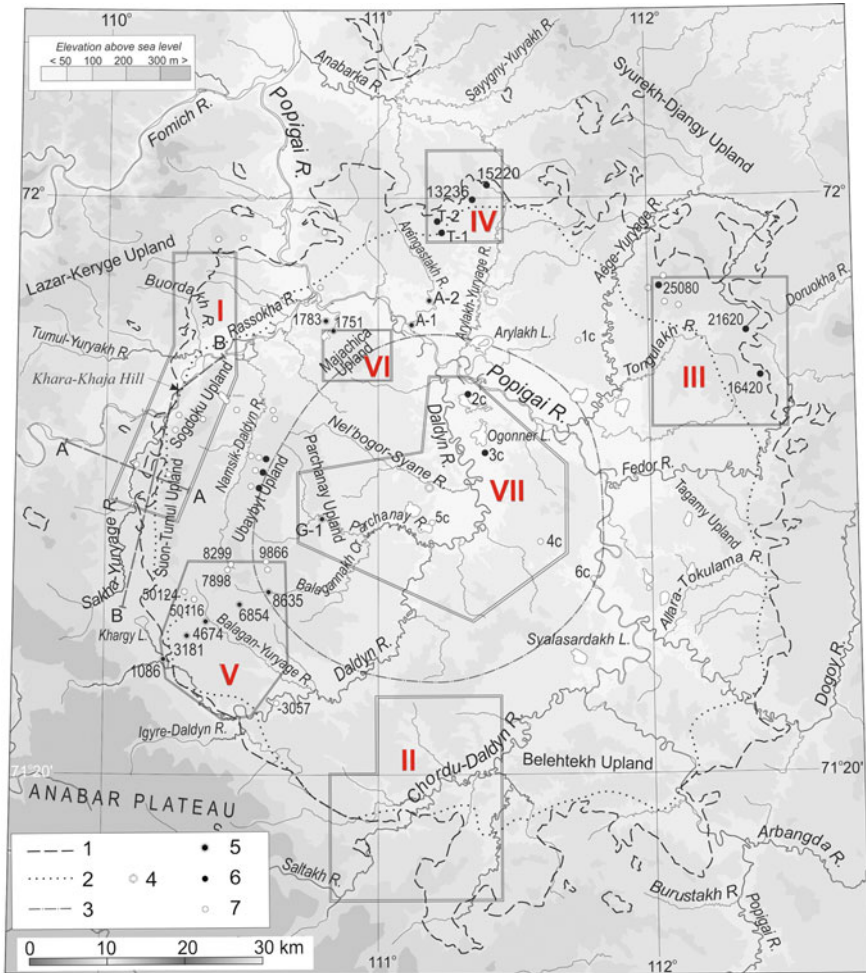 110°
111°
112°
Elevation above sea level
< 50 100 200 300 m >
Anabarka R.
Sayygny-Yuryakh R.
Syurekh-Djangy Upland
Fomich R.
Popigai R.
72°
15220
13236
72°
T-2
IV
T-1
Lazar-Keryge Upland
Arengastakh R.
Aege-Yuryage R.
Buordakh R.
I
Arylakh-Yuryage R.
25080
Doruokha R.
Rassokha R.
A-2
1783
1751
A-1
21620
Tumul-Yuryakh R.
B
Majachica
Upland
Arylakh L.
1c
Tongulakh R.
Khara-Khaja Hill
VI
Popigai R.
III
16420
Sogdoku Upland
2c
n
Namsik-Daldyn R.
Daldyn R.
Ogonner L.
A
Nel'bogor-Syane R.
3c
Parchanay Upland
Fedor R.
Suon-Tumul Upland
A
Ubaybyt Upland
VII
Tagamy Upland
G-1
Parchanay R.
5c
4c
Sakha-Yuryage R.
8299
9866
Balagannakh Cr.
6c
7898
Allara-Tokulama R.
B
50124
8635
50116
6854
Khargy L.
4674
Balagan-Yuryage R.
Syalasardakh L.
3181
Daldyn R.
1086
V
Dogoy R.
3057
Igyre-Daldyn R.
II
Chordu-Daldyn R.
71°20'
Belehtekh Upland
71°20'
ANABAR PLATEAU
1
5
Arbangda R.
2
4
6
Saltakh R.
3
7
Burustakh R.
Popigai R.
0 10 20 30 km
111°
112°